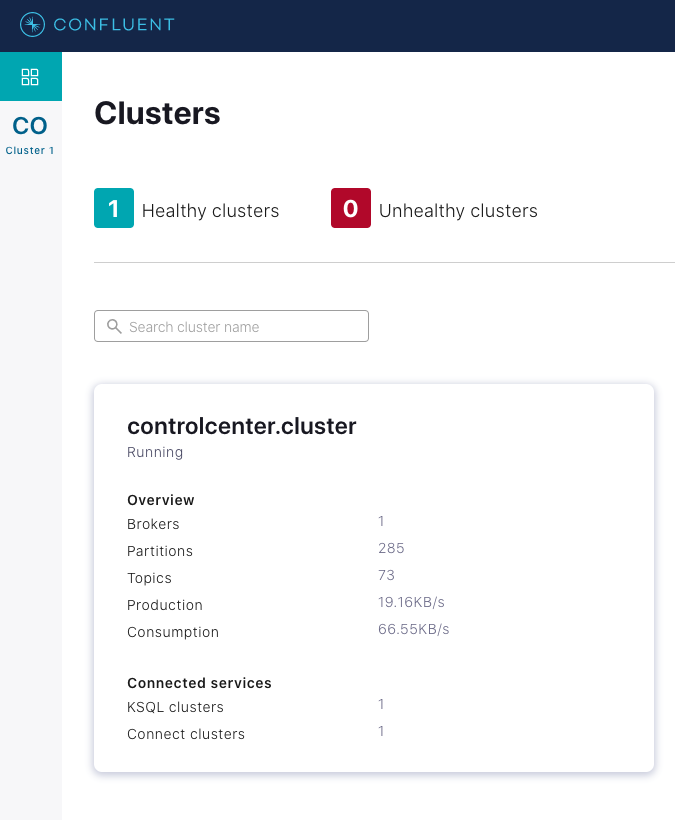 CONFLUENT
CO
Cluster 1
Clusters
1 Healthy clusters 0 Unhealthy clusters
Search cluster name
controlcenter.cluster
Running
Overview
Brokers 1
Partitions 285
Topics 73
Production 19.16KB/s
Consumption 66.55KB/s
Connected services
KSQL clusters 1
Connect clusters 1